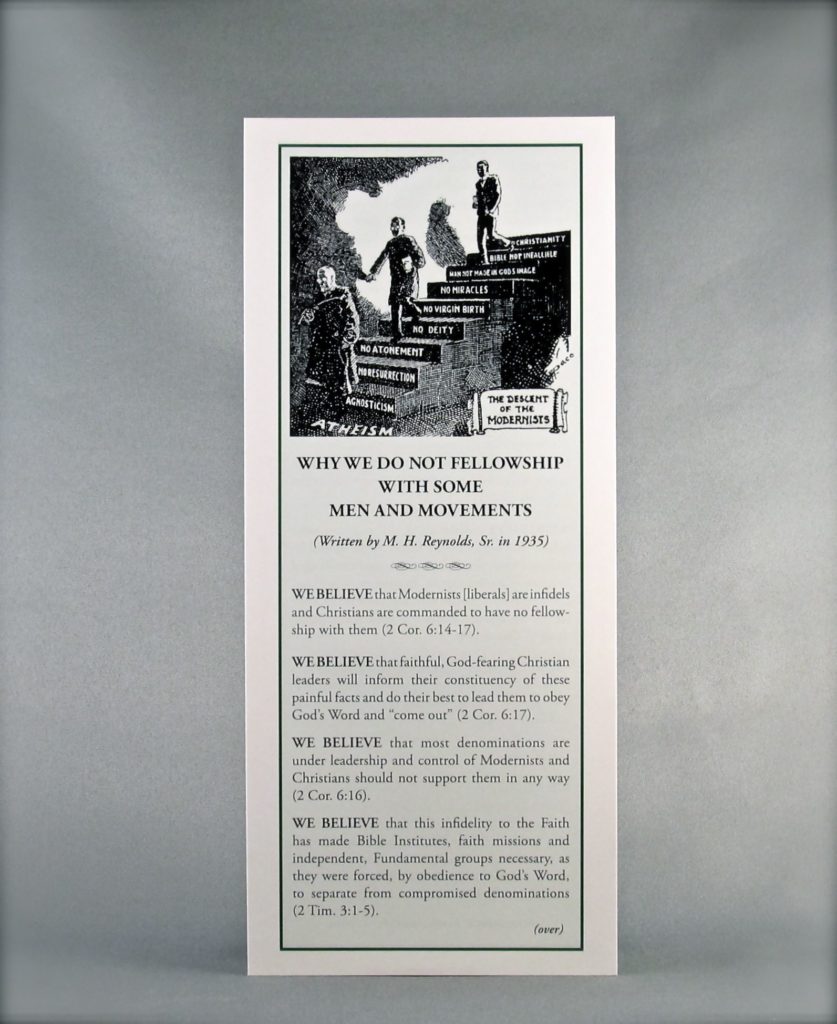 CHRISTIANITY
BIBLE NOT INFALLIBLE
MAN NOT MADE IN GODS IMAGE
NO MIRACLES
NO VIRGIN BIRTH
NO DEITY
NO ATONEMENT
NO RESURRECTION
AGNOSTICISM
ATHEISM
THE DESCENT
OF THE
MODERNISTS
WHY WE DO NOT FELLOWSHIP
WITH SOME
MEN AND MOVEMENTS
(Written by M. H. Reynolds, Sr. in 1935)
WE BELIEVE that Modernists [liberals] are infidels
and Christians are commanded to have no fellow-
ship with them (2 Cor. 6:14-17).
WE BELIEVE that faithful, God-fearing Christian
leaders will inform their constituency of these
painful facts and do their best to lead them to obey
God's Word and “come out” (2 Cor. 6:17).
WE BELIEVE that most denominations are
under leadership and control of Modernists and
Christians should not support them in any way
(2 Cor. 6:16).
WE BELIEVE that this infidelity to the Faith
has made Bible Institutes, faith missions and
independent, Fundamental groups necessary, as
they were forced, by obedience to God's Word,
to separate from compromised denominations
(2 Tim. 3:1-5).
(over)